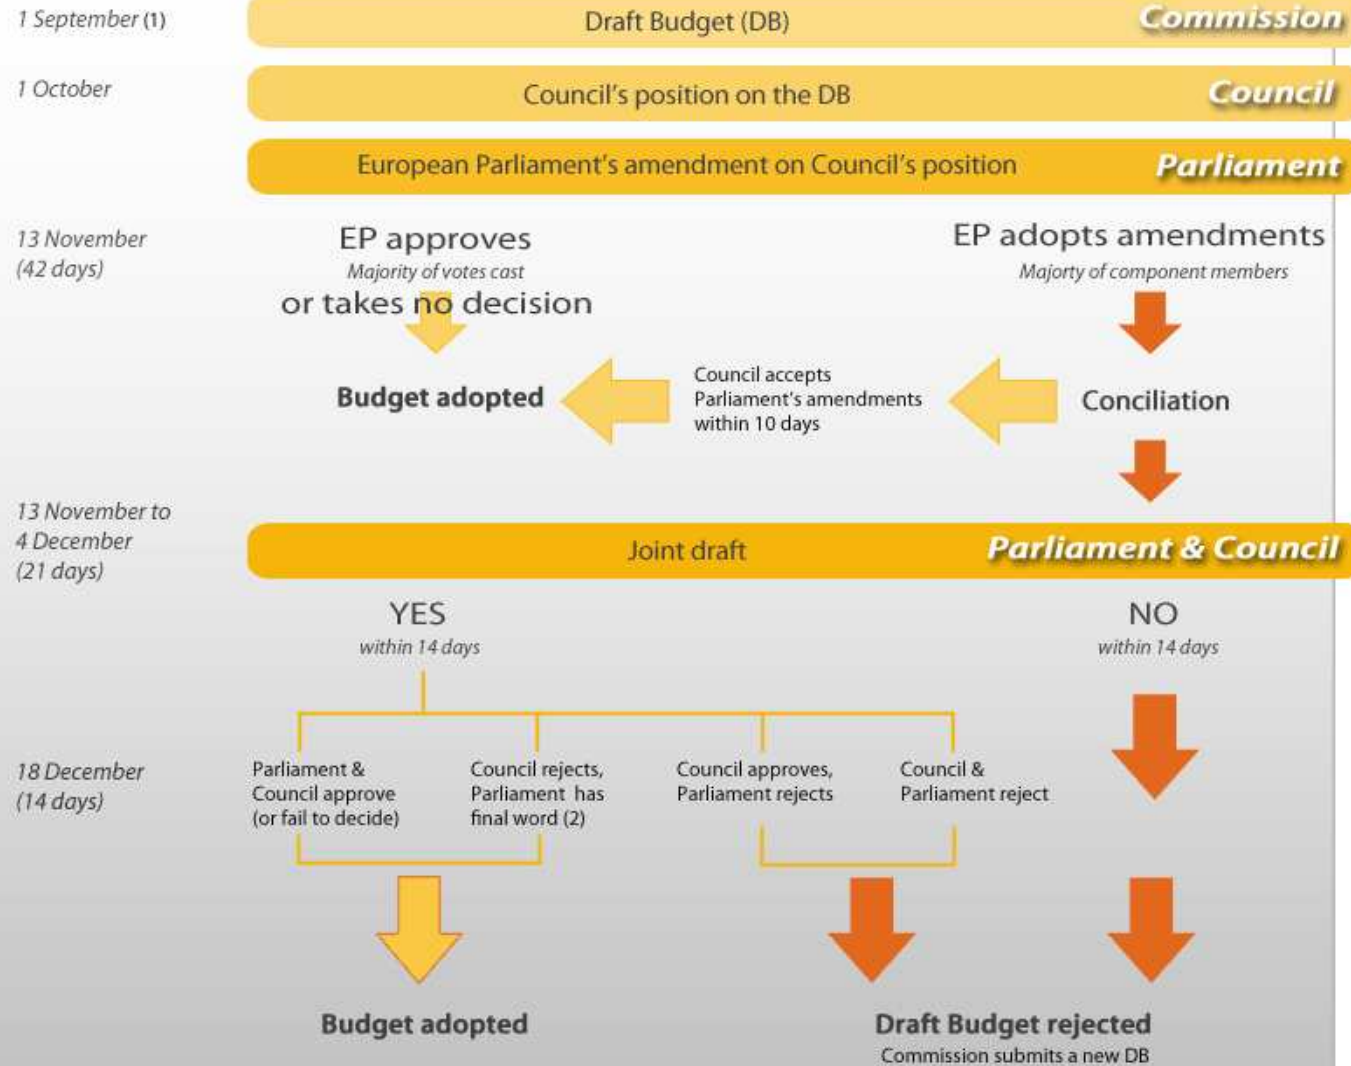 1 September (1)
Draft Budget (DB)
Commission
1 October
Council's position on the DB
Council
European Parliament's amendment on Council's position
Parliament
13 November
(42 days)
EP approves
Majority of votes cast
or takes no decision
EP adopts amendments
Majorty of component members
Budget adopted
Council accepts
Parliament's amendments
within 10 days
Conciliation
13 November to
4 December
(21 days)
Joint draft
Parliament & Council
YES
within 14 days
NO
within 14 days
18 December
(14 days)
Parliament &
Council approve
(or fail to decide)
Council rejects,
Parliament has
final word (2)
Council approves,
Parliament rejects
Council &
Parliament reject
Budget adopted
Draft Budget rejected
Commission submits a new DB